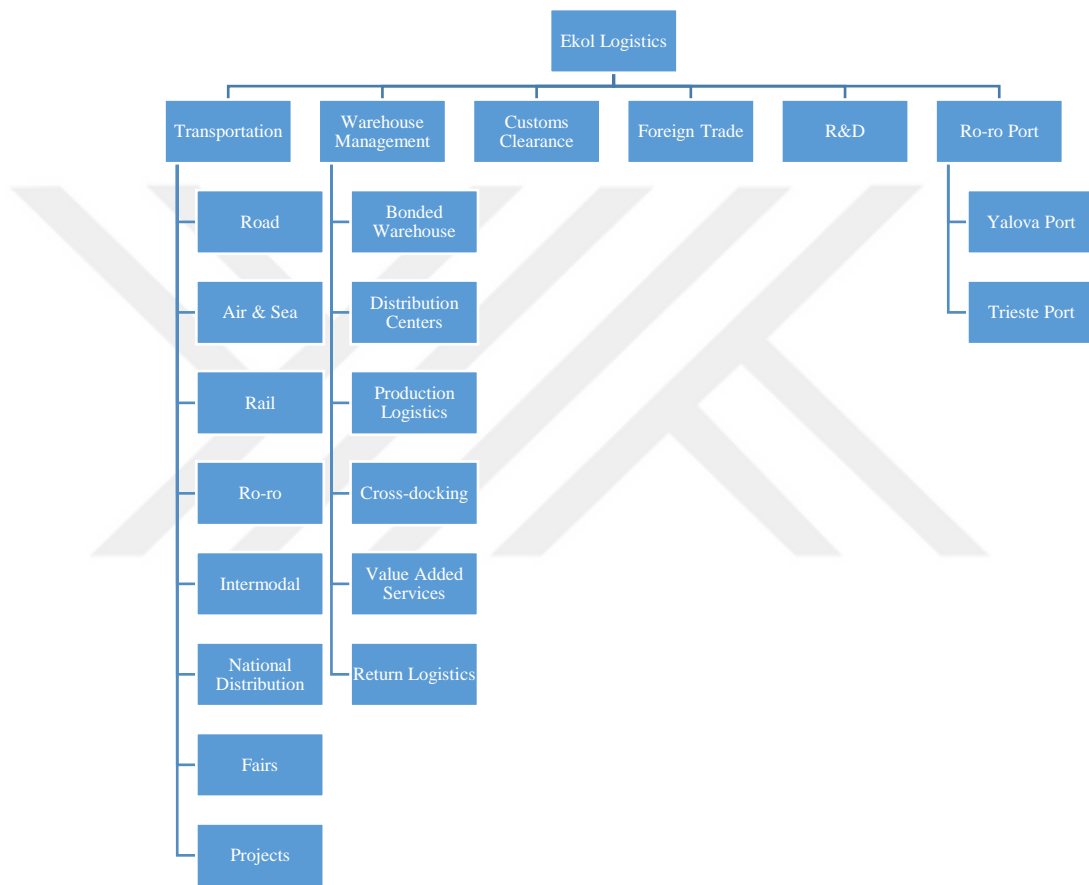 Ekol Logistics
Transportation
Warehouse
Management
Customs
Clearance
Foreign Trade
R&D
Ro-ro Port
Road
Air & Sea
Rail
Ro-ro
Intermodal
National
Distribution
Fairs
Projects
Bonded
Warehouse
Distribution
Centers
Production
Logistics
Cross-docking
Value Added
Services
Return Logistics
Yalova Port
Trieste Port